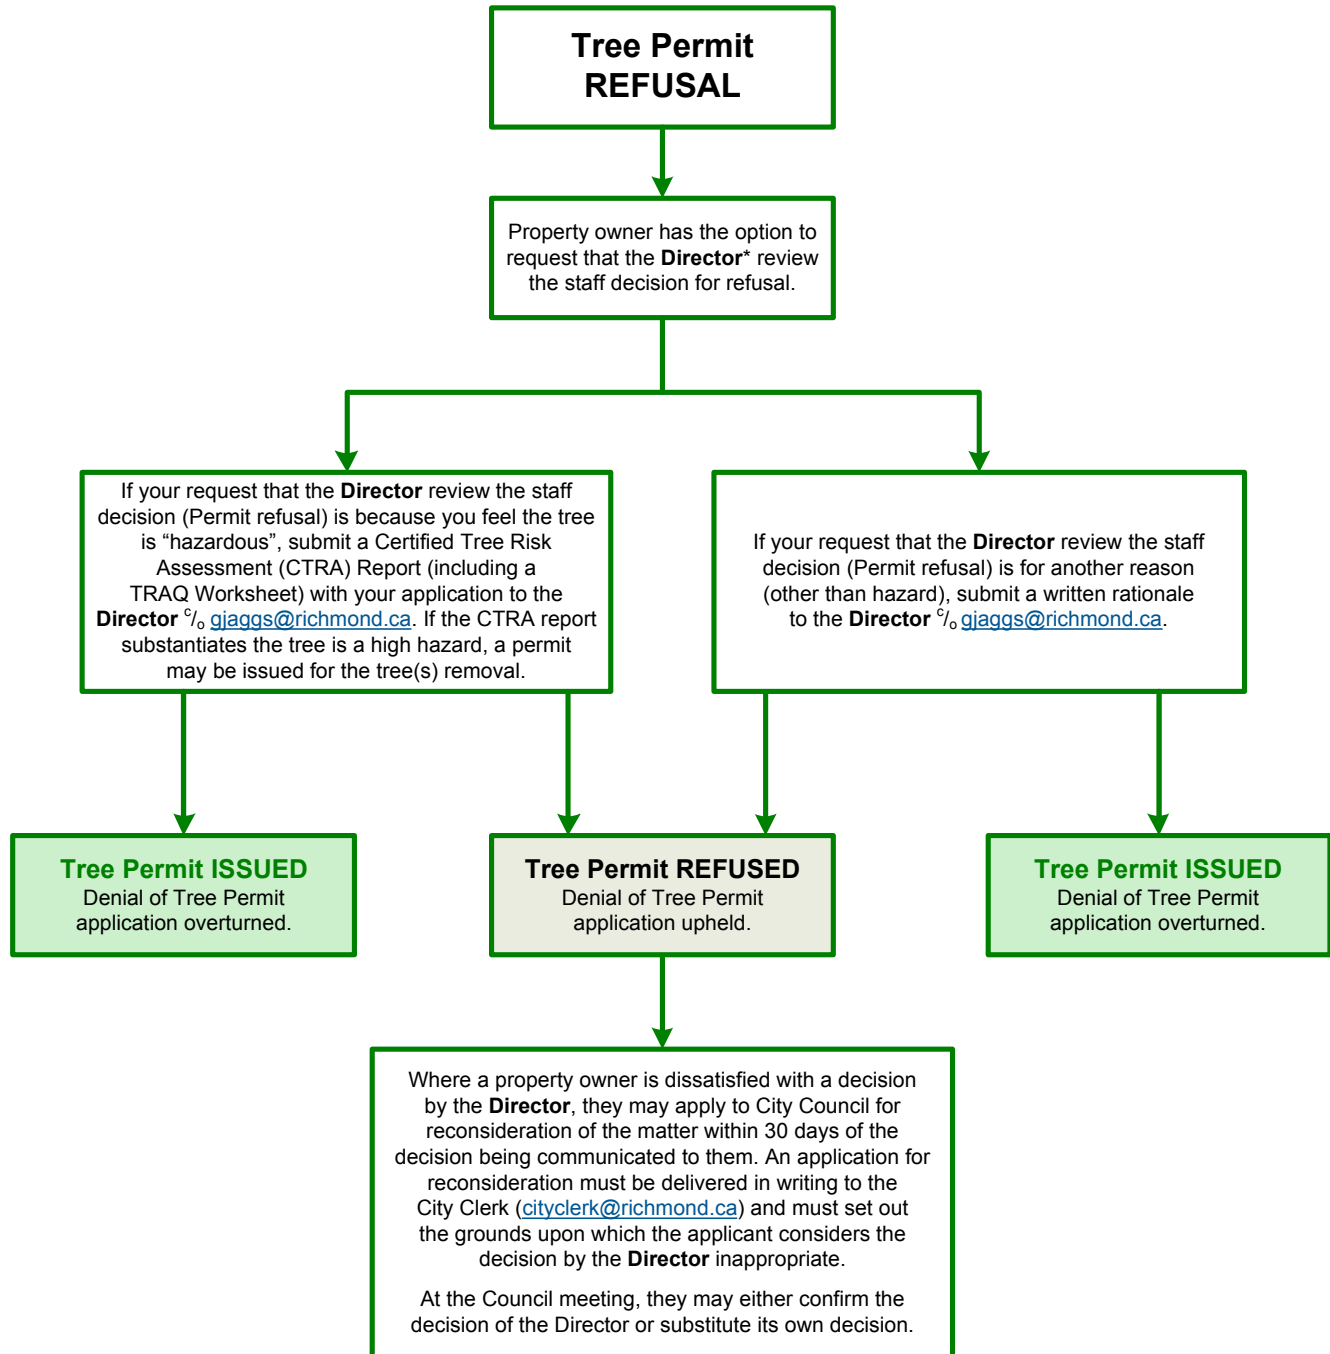 Tree Permit
REFUSAL
Property owner has the option to
request that the Director* review
the staff decision for refusal.
If your request that the Director review the staff
decision (Permit refusal) is because you feel the tree
is “hazardous”, submit a Certified Tree Risk
Assessment (CTRA) Report (including a
TRAQ Worksheet) with your application to the
Director c/o gjaggs@richmond.ca. If the CTRA report
substantiates the tree is a high hazard, a permit
may be issued for the tree(s) removal.
If your request that the Director review the staff
decision (Permit refusal) is for another reason
(other than hazard), submit a written rationale
to the Director c/o gjaggs@richmond.ca.
Tree Permit ISSUED
Denial of Tree Permit
application overturned.
Tree Permit REFUSED
Denial of Tree Permit
application upheld.
Tree Permit ISSUED
Denial of Tree Permit
application overturned.
Where a property owner is dissatisfied with a decision
by the Director, they may apply to City Council for
reconsideration of the matter within 30 days of the
decision being communicated to them. An application for
reconsideration must be delivered in writing to the
City Clerk (cityclerk@richmond.ca) and must set out
the grounds upon which the applicant considers the
decision by the Director inappropriate.
At the Council meeting, they may either confirm the
decision of the Director or substitute its own decision.